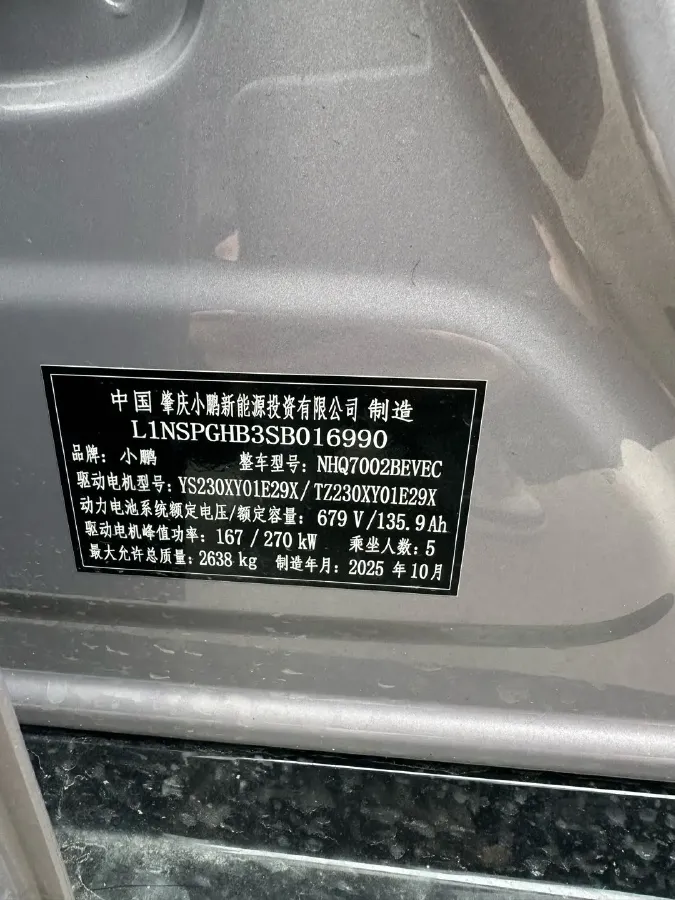 中国 肇庆小鹏新能源投资有限公司 制造
L1NSPGHB3SB016990
品牌：小鹏 整车型号：NHQ7002BEVEC
驱动电机型号：YS230XY01E29X/TZ230XY01E29X
动力电池系统额定电压/额定容量：679 V/135.9Ah
驱动电机峰值功率：167 / 270 kW 乘坐人数：5
最大允许总质量：2638 kg 制造年月：2025 年10月